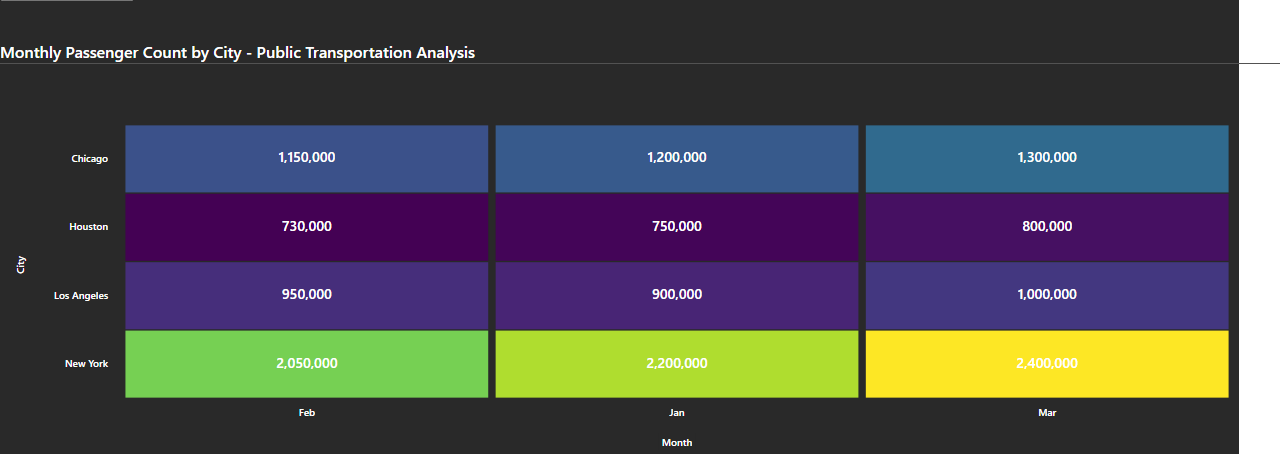 Monthly Passenger Count by City - Public Transportation Analysis
Chicago 1,150,000 1,200,000 1,300,000
Houston 730,000 750,000 800,000
City
Los Angeles 950,000 900,000 1,000,000
New York 2,050,000 2,200,000 2,400,000
Feb Jan Mar
Month